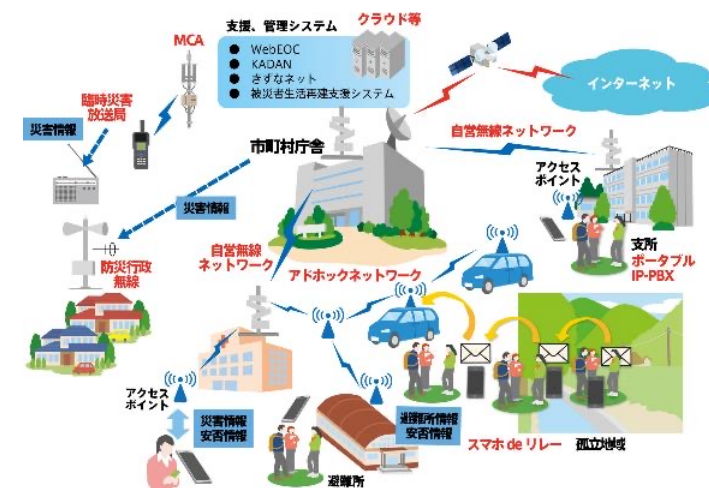 支援、管理システム
● WebEOC
● KADAN
● きずなネット
● 被災者生活再建支援システム
クラウド等
MCA
臨時災害
放送局
災害情報
インターネット
自営無線ネットワーク
市町村庁舎
アクセス
ポイント
災害情報
支所
ポータブル
IP-PBX
防災行政
無線
自営無線
ネットワーク
アドホックネットワーク
アクセス
ポイント
災害情報
安否情報
避難所情報
安否情報
スマホ de リレー
孤立地域
避難所